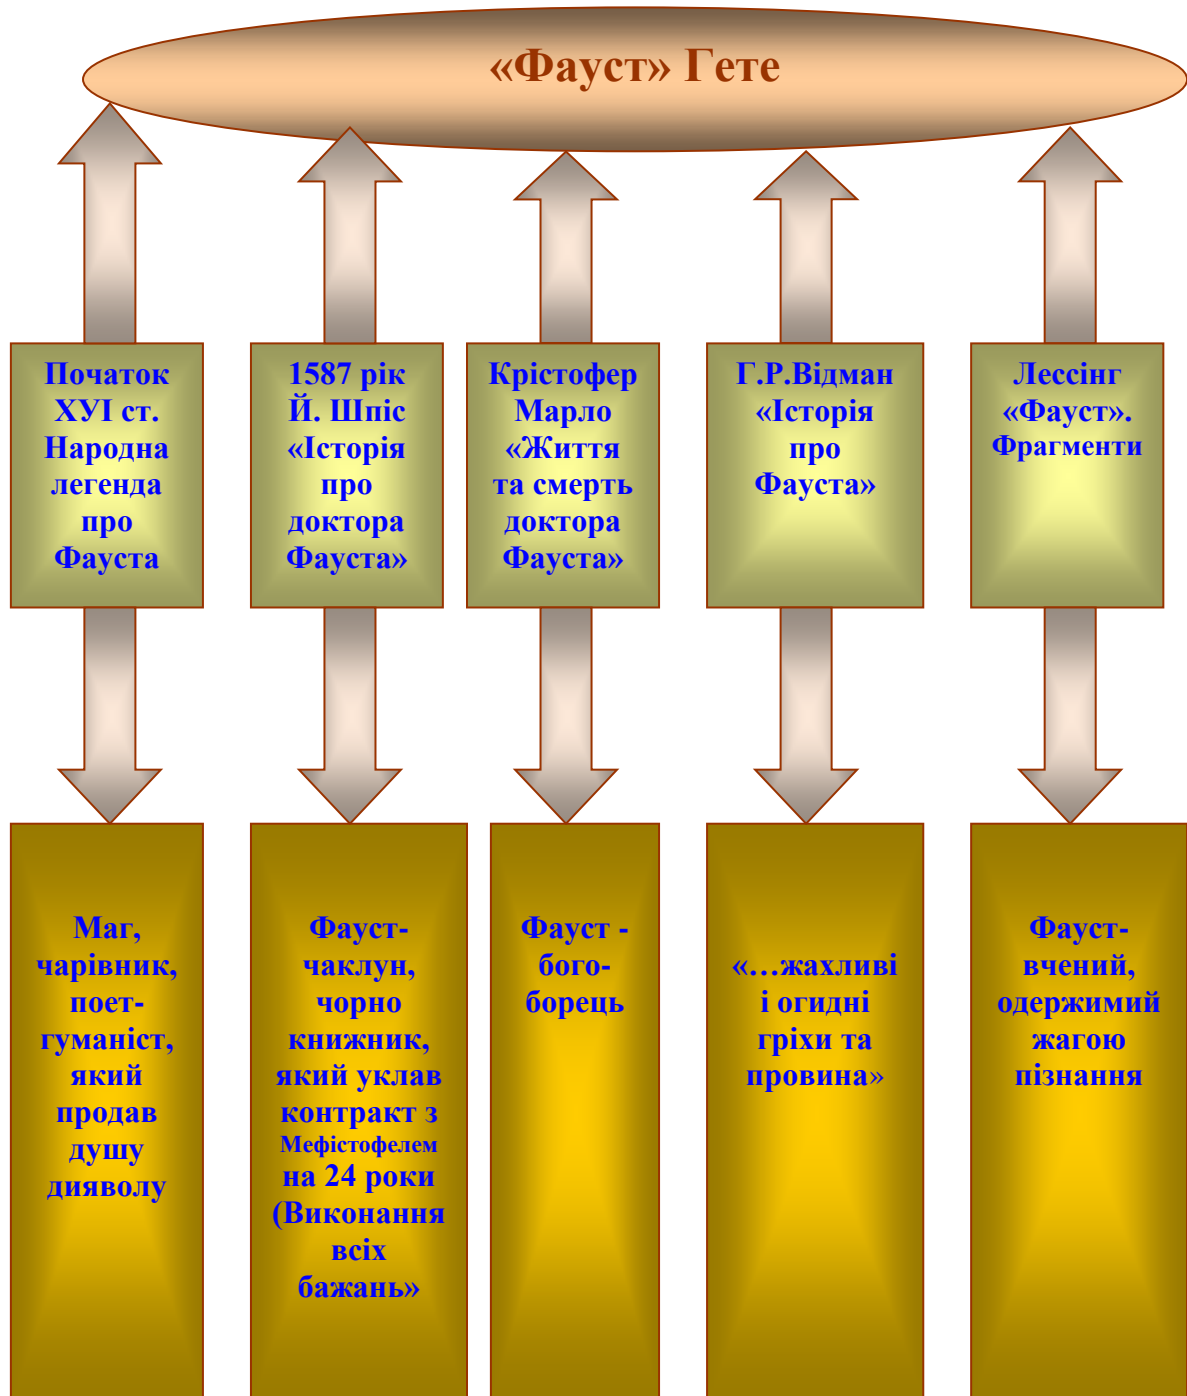 «Фауст» Гете
Початок
ХУІ ст.
Народна
легенда
про
Фауста
1587 рік
Й. Шпіс
«Історія
про
доктора
Фауста»
Крістофер
Марло
«Життя
та смерть
доктора
Фауста»
Г.Р.Відман
«Історія
про
Фауста»
Лессінг
«Фауст».
Фрагменти
Маг,
чарівник,
поет-
гуманіст,
який
продав
душу
дияволу
Фауст-
чаклун,
чорно
книжник,
який уклав
контракт з
Мефістофелем
на 24 роки
(Виконання
всіх
бажань»
Фауст -
бого-
борець
«…жахливі
і огидні
гріхи та
провина»
Фауст-
вчений,
одержимий
жагою
пізнання